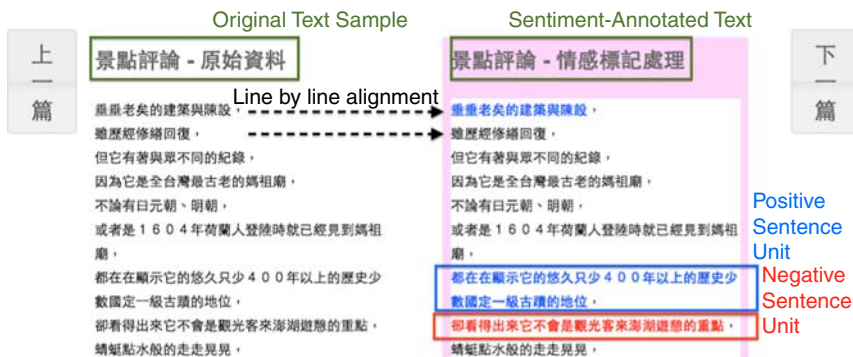 Original Text Sample
Sentiment-Annotated Text
上一篇
景點評論 - 原始資料
景點評論 - 情感標記處理
下一篇
Line by line alignment
垂垂老矣的建築與陳設，
雖歷經修繕回復，
但它有著與眾不同的紀錄，
因為它是全台灣最古老的媽祖廟，
不論有日元朝、明朝，
或者是１６０４年荷蘭人登陸時就已經見到媽祖
廟，
都在在顯示它的悠久只少４００年以上的歷史少
數國定一級古蹟的地位，
卻看得出來它不會是觀光客來澎湖遊憩的重點，
蜻蜓點水般的走走晃晃，
垂垂老矣的建築與陳設，
雖歷經修繕回復，
但它有著與眾不同的紀錄，
因為它是全台灣最古老的媽祖廟，
不論有日元朝、明朝，
或者是１６０４年荷蘭人登陸時就已經見到媽祖
廟，
都在在顯示它的悠久只少４００年以上的歷史少
數國定一級古蹟的地位，
卻看得出來它不會是觀光客來澎湖遊憩的重點，
蜻蜓點水般的走走晃晃，
Positive
Sentence
Unit
Negative
Sentence
Unit